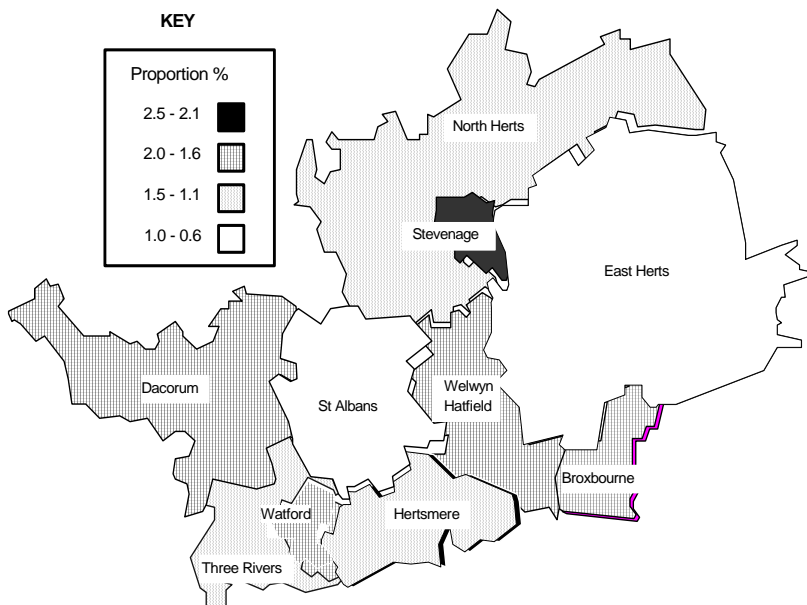 KEY
Proportion %
2.5 - 2.1
2.0 - 1.6
1.5 - 1.1
1.0 - 0.6
North Herts
Stevenage
East Herts
Dacorum
St Albans
Welwyn
Hatfield
Broxbourne
Watford
Hertsmere
Three Rivers